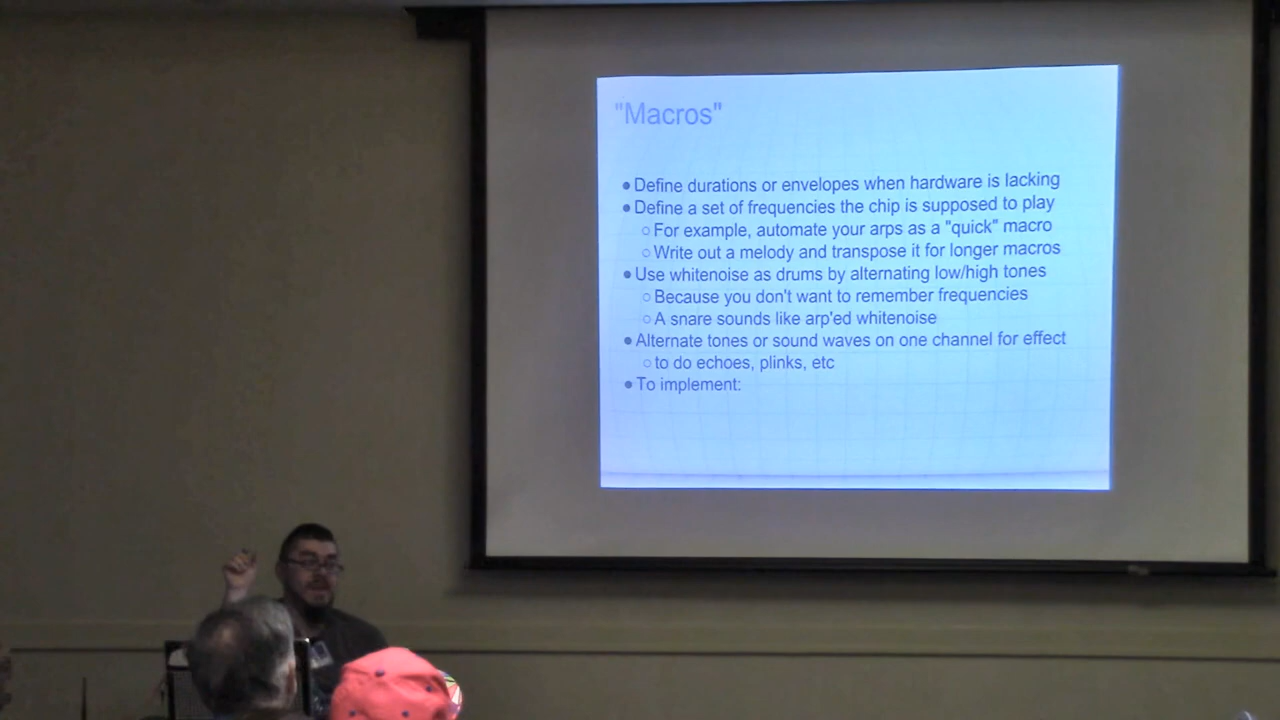 "Macros"
● Define durations or envelopes when hardware is lacking
● Define a set of frequencies the chip is supposed to play
○ For example, automate your arps as a "quick" macro
○ Write out a melody and transpose it for longer macros
● Use whitenoise as drums by alternating low/high tones
○ Because you don't want to remember frequencies
○ A snare sounds like arp'ed whitenoise
● Alternate tones or sound waves on one channel for effect
○ to do echoes, plinks, etc
● To implement: